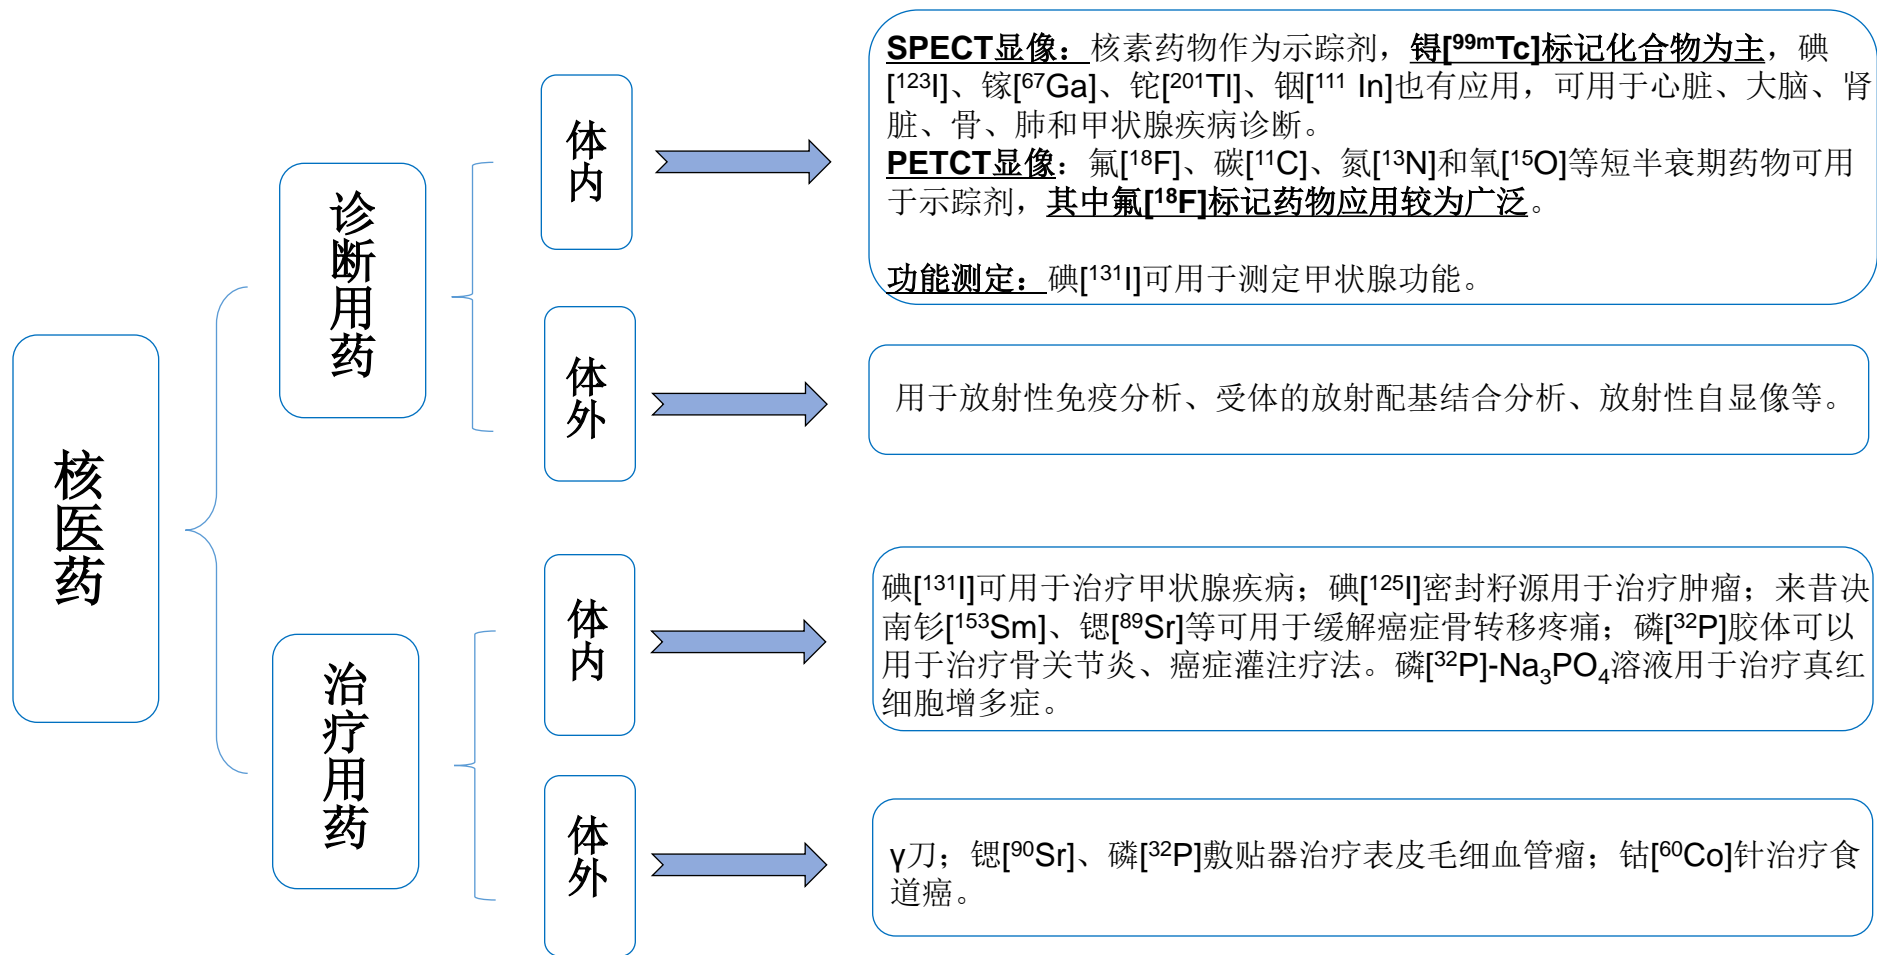 核医药
诊断用药
体内
SPECT显像：核素药物作为示踪剂，锝[99mTc]标记化合物为主，碘
[123I]、镓[67Ga]、铊[201Tl]、铟[111 In]也有应用，可用于心脏、大脑、肾
脏、骨、肺和甲状腺疾病诊断。
PETCT显像：氟[18F]、碳[11C]、氮[13N]和氧[15O]等短半衰期药物可用
于示踪剂，其中氟[18F]标记药物应用较为广泛。
功能测定：碘[131I]可用于测定甲状腺功能。
体外
用于放射性免疫分析、受体的放射配基结合分析、放射性自显像等。
治疗用药
体内
碘[131I]可用于治疗甲状腺疾病；碘[125I]密封籽源用于治疗肿瘤；来昔决
南钐[153Sm]、锶[89Sr]等可用于缓解癌症骨转移疼痛；磷[32P]胶体可以
用于治疗骨关节炎、癌症灌注疗法。磷[32P]-Na3PO4溶液用于治疗真红
细胞增多症。
体外
γ刀；锶[90Sr]、磷[32P]敷贴器治疗表皮毛细血管瘤；钴[60Co]针治疗食
道癌。